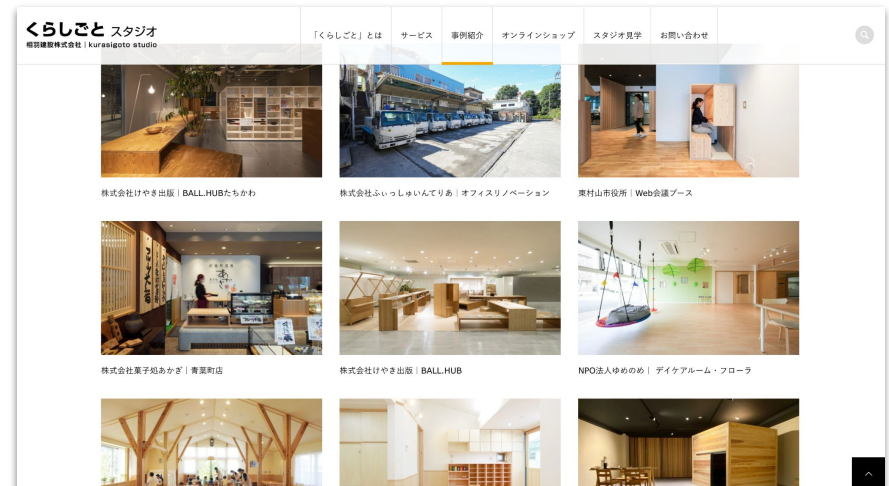 くらしごと スタジオ
相羽建設株式会社｜kurasigoto studio
「くらしごと」とは
サービス
事例紹介
オンラインショップ
スタジオ見学
お問い合わせ
株式会社けやき出版｜BALL.HUBたちかわ
株式会社ふぃっしゅいんてりあ｜オフィスリノベーション
東村山市役所｜Web会議ブース
株式会社菓子処あかぎ｜青葉町店
株式会社けやき出版｜BALL.HUB
NPO法人ゆめのめ｜ デイケアルーム・フローラ